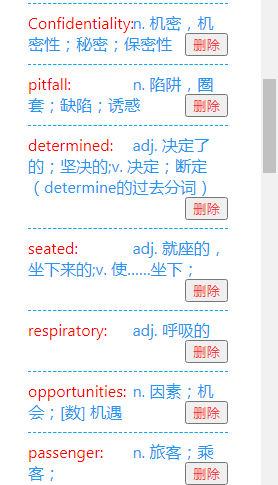 Confidentiality:n. 机密，机
密性；秘密；保密性
删除
pitfall: n. 陷阱，圈
套；缺陷；诱惑
删除
determined: adj. 决定了
的；坚决的;v. 决定；断定
（determine的过去分词）
删除
seated: adj. 就座的，
坐下来的;v. 使……坐下；
删除
respiratory: adj. 呼吸的
删除
opportunities: n. 因素；机
会；[数] 机遇
删除
passenger: n. 旅客；乘
客；
删除